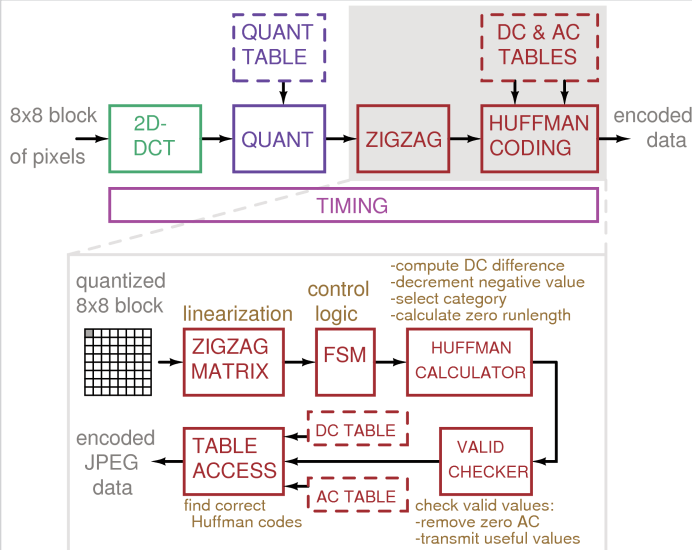 QUANT
TABLE
DC & AC
TABLES
8x8 block
of pixels
2D-
DCT
QUANT
ZIGZAG
HUFFMAN
CODING
encoded
data
TIMING
quantized
8x8 block
linearization
control
logic
-compute DC difference
-decrement negative value
-select category
-calculate zero runlength
ZIGZAG
MATRIX
FSM
HUFFMAN
CALCULATOR
encoded
JPEG
data
TABLE
ACCESS
DC TABLE
AC TABLE
VALID
CHECKER
find correct
Huffman codes
check valid values:
-remove zero AC
-transmit useful values